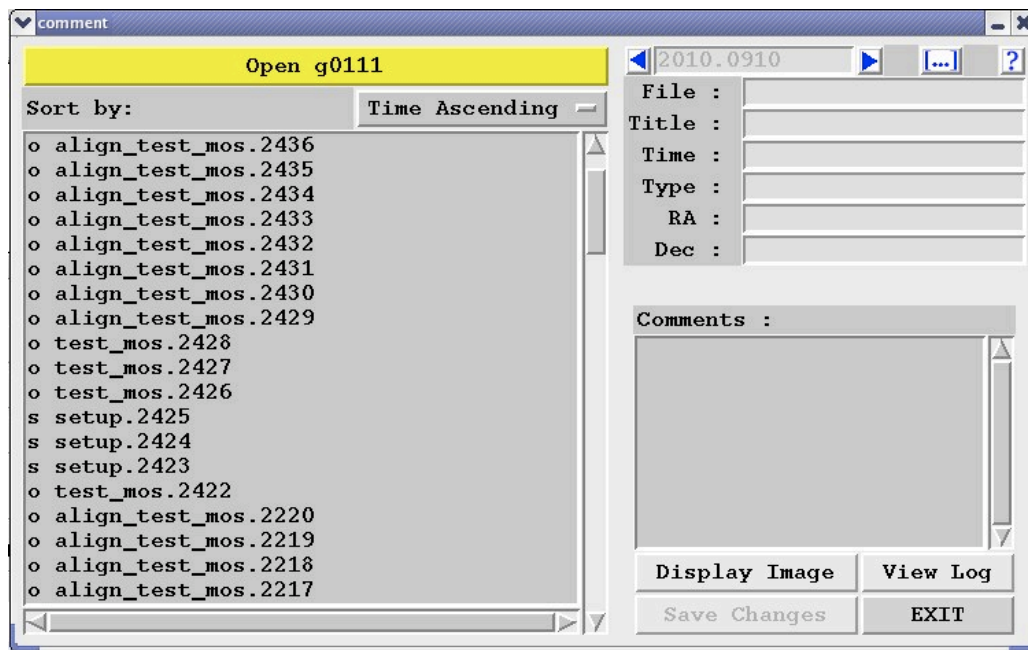 comment
Open g0111
Sort by: Time Ascending
o align_test_mos.2436
o align_test_mos.2435
o align_test_mos.2434
o align_test_mos.2433
o align_test_mos.2432
o align_test_mos.2431
o align_test_mos.2430
o align_test_mos.2429
o test_mos.2428
o test_mos.2427
o test_mos.2426
s setup.2425
s setup.2424
s setup.2423
o test_mos.2422
o align_test_mos.2220
o align_test_mos.2219
o align_test_mos.2218
o align_test_mos.2217
2010.0910 [...] ?
File :
Title :
Time :
Type :
RA :
Dec :
Comments :
Display Image View Log
Save Changes EXIT